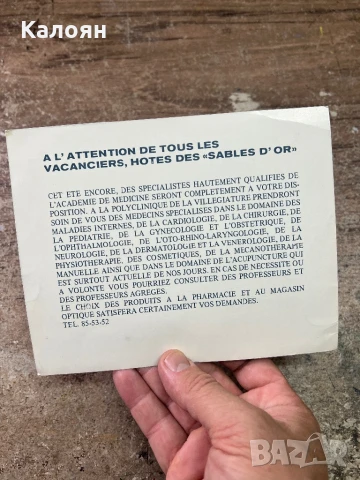 Калоян
A L' ATTENTION DE TOUS LES
VACANCIERS, HOTES DES «SABLES D' OR»
CET ETE ENCORE, DES SPECIALISTES HAUTEMENT QUALIFIES DE
L'ACADEMIE DE MEDICINE SERONT COMPLETEMENT A VOTRE DIS-
POSITION. A LA POLYCLINIQUE DE LA VILLEGIATURE PRENDRONT
SOIN DE VOUS DES MEDECINS SPECIALISES DANS LE DOMAINE DES
MALADIES INTERNES, DE LA CARDIOLOGIE, DE LA CHIRURGIE, DE
LA PEDIATRIE, DE LA GYNECOLOGIE ET L'OBSTETRIQUE, DE
L'OPHTALMOLOGIE, DE L'OTO-RHINO-LARYNGOLOGIE, DE LA
NEUROLOGIE, DE LA DERMATOLOGIE ET LA VENEROLOGIE, DE LA
PHYSIOTHERAPIE, DES COSMETIQUES, DE LA MECANOTHERAPIE
MANUELLE AINSI QUE DANS LE DOMAINE DE L'ACUPUNCTURE QUI
EST SURTOUT ACTUELLE DE NOS JOURS. EN CAS DE NECESSITE OU
A VOLONTE VOUS POURRIEZ CONSULTER DES PROFESSEURS ET
DES PROFESSEURS AGREGES.
LE CHOIX DES PRODUITS A LA PHARMACIE ET AU MAGASIN
OPTIQUE SATISFERA CERTAINEMENT VOS DEMANDES.
TEL. 85-53-52
bazar